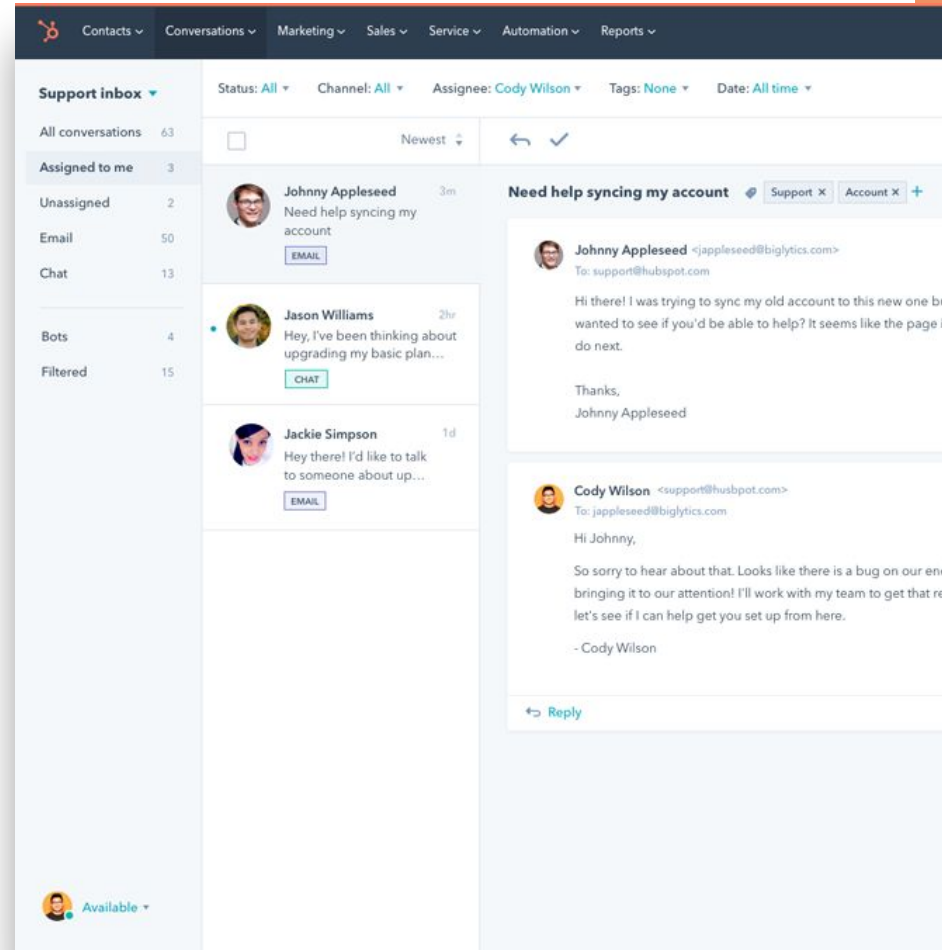 Contacts Conversations Marketing Sales Service Automation Reports
Support inbox
All conversations 63
Assigned to me 3
Unassigned 2
Email 50
Chat 13
Bots 4
Filtered 15
Available
Status: All Channel: All Assignee: Cody Wilson Tags: None Date: All time
Newest
Johnny Appleseed 3m
Need help syncing my
account
EMAIL
Jason Williams 2hr
Hey, I've been thinking about
upgrading my basic plan...
CHAT
Jackie Simpson 1d
Hey there! I'd like to talk
to someone about up...
EMAIL
Need help syncing my account Support × Account × +
Johnny Appleseed <jappleseed@biglytics.com>
To: support@hubspot.com
Hi there! I was trying to sync my old account to this new one
wanted to see if you'd be able to help? It seems like the page
do next.
Thanks,
Johnny Appleseed
Cody Wilson <support@husbpot.com>
To: jappleseed@biglytics.com
Hi Johnny,
So sorry to hear about that. Looks like there is a bug on our
bringing it to our attention! I'll work with my team to get that
let's see if I can help get you set up from here.
- Cody Wilson
Reply